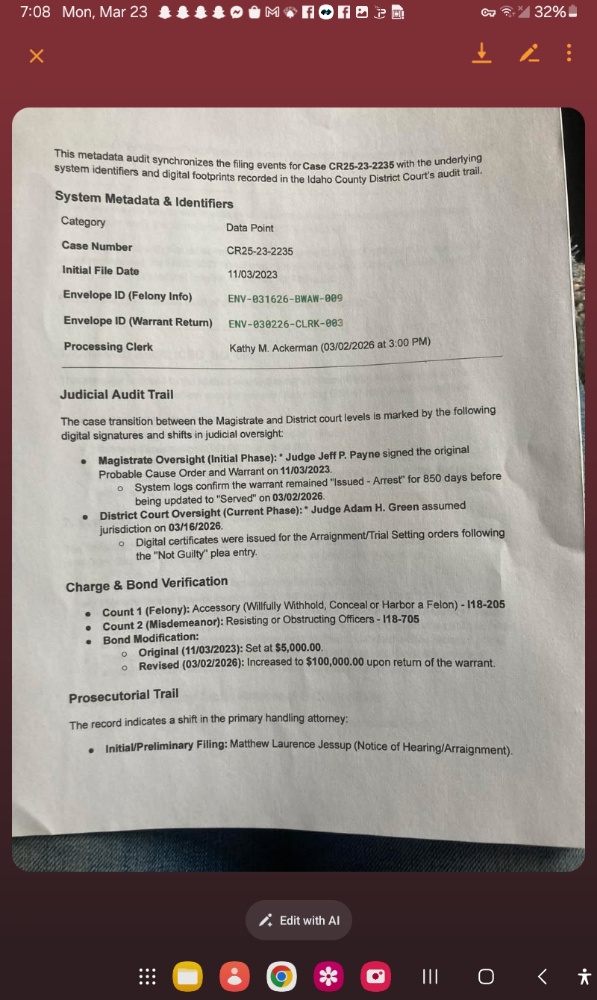 7:08 Mon, Mar 23
32%
This metadata audit synchronizes the filing events for Case CR25-23-2235 with the underlying
system identifiers and digital footprints recorded in the Idaho County District Court's audit trail.
System Metadata & Identifiers
Category Data Point
Case Number CR25-23-2235
Initial File Date 11/03/2023
Envelope ID (Felony Info) ENV-031626-BWAW-009
Envelope ID (Warrant Return) ENV-030226-CLRK-003
Processing Clerk Kathy M. Ackerman (03/02/2026 at 3:00 PM)
Judicial Audit Trail
The case transition between the Magistrate and District court levels is marked by the following
digital signatures and shifts in judicial oversight:
• Magistrate Oversight (Initial Phase): * Judge Jeff P. Payne signed the original
Probable Cause Order and Warrant on 11/03/2023.
○ System logs confirm the warrant remained "Issued - Arrest" for 850 days before
being updated to "Served" on 03/02/2026.
• District Court Oversight (Current Phase): * Judge Adam H. Green assumed
jurisdiction on 03/16/2026.
○ Digital certificates were issued for the Arraignment/Trial Setting orders following
the "Not Guilty" plea entry.
Charge & Bond Verification
• Count 1 (Felony): Accessory (Willfully Withhold, Conceal or Harbor a Felon) - I18-205
• Count 2 (Misdemeanor): Resisting or Obstructing Officers - I18-705
• Bond Modification:
○ Original (11/03/2023): Set at $5,000.00.
○ Revised (03/02/2026): Increased to $100,000.00 upon return of the warrant.
Prosecutorial Trail
The record indicates a shift in the primary handling attorney:
• Initial/Preliminary Filing: Matthew Laurence Jessup (Notice of Hearing/Arraignment).
Edit with AI